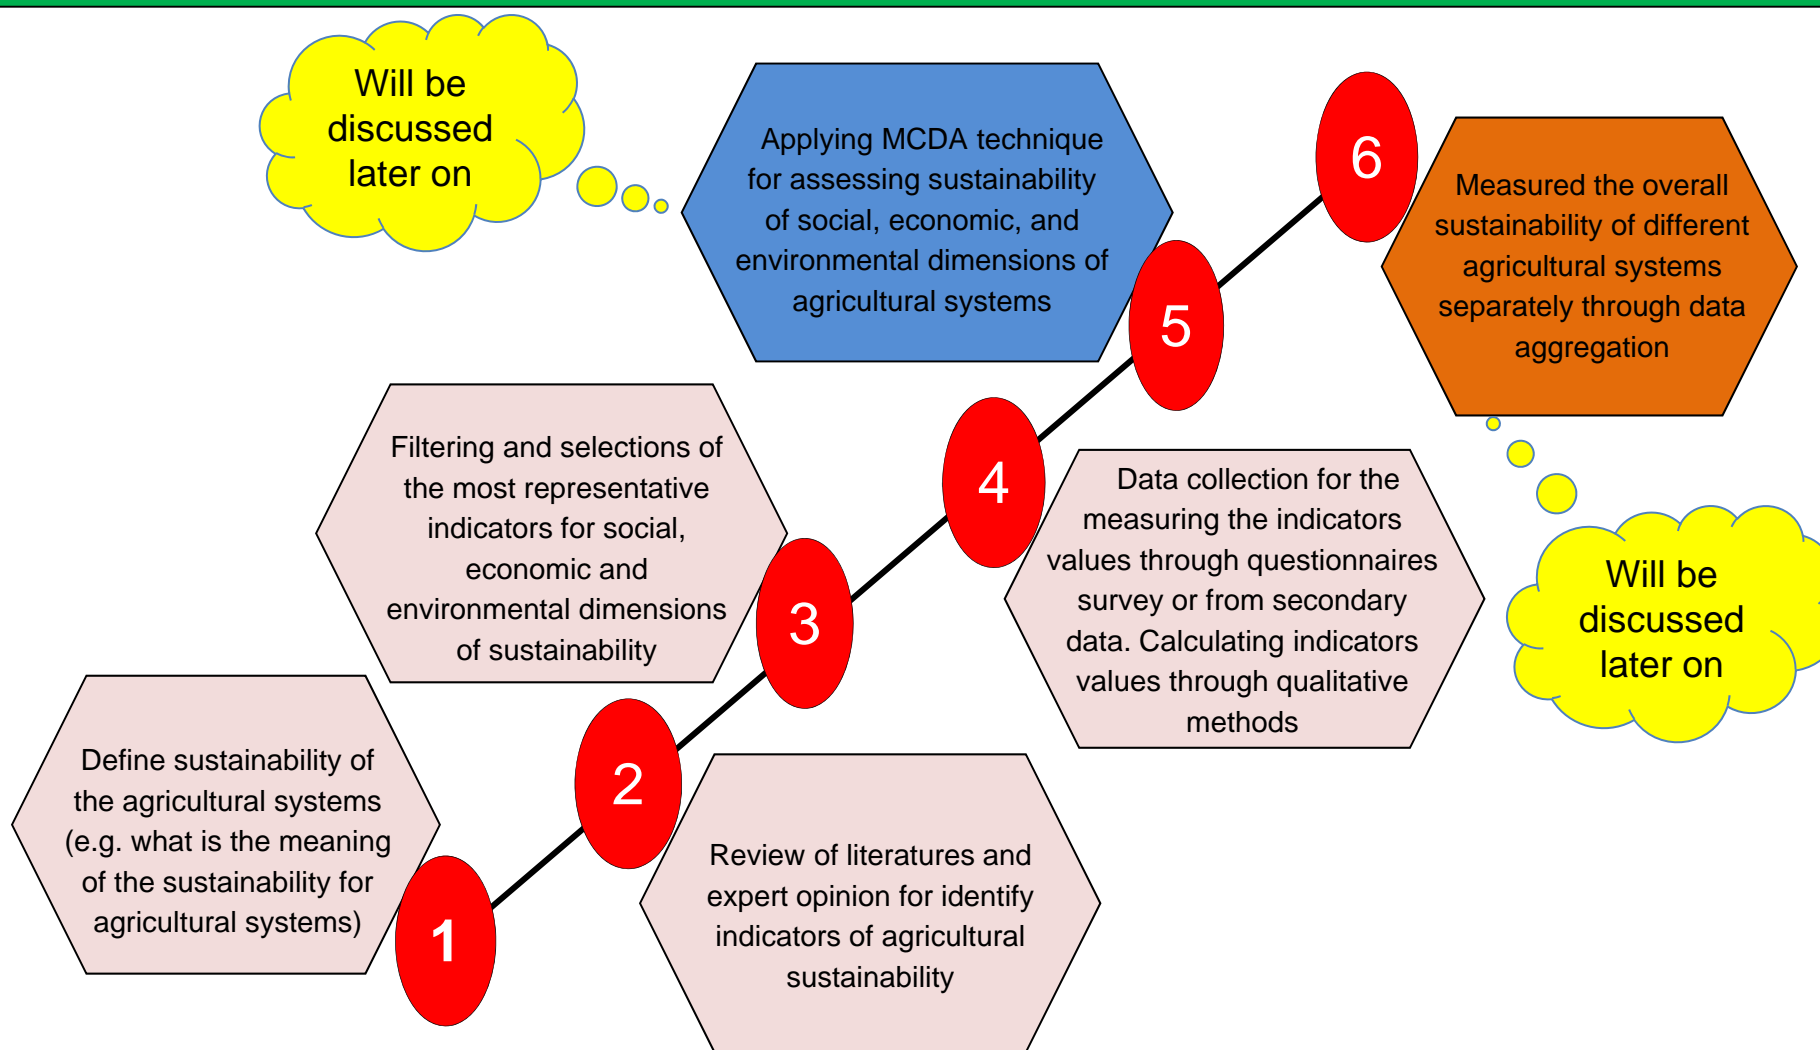 Will be
discussed
later on
Applying MCDA technique
for assessing sustainability
of social, economic, and
environmental dimensions of
agricultural systems
6
Measured the overall
sustainability of different
agricultural systems
separately through data
aggregation
5
Filtering and selections of
the most representative
indicators for social,
economic and
environmental dimensions
of sustainability
4
Data collection for the
measuring the indicators
values through questionnaires
survey or from secondary
data. Calculating indicators
values through qualitative
methods
Will be
discussed
later on
3
Define sustainability of
the agricultural systems
(e.g. what is the meaning
of the sustainability for
agricultural systems)
2
Review of literatures and
expert opinion for identify
indicators of agricultural
sustainability
1